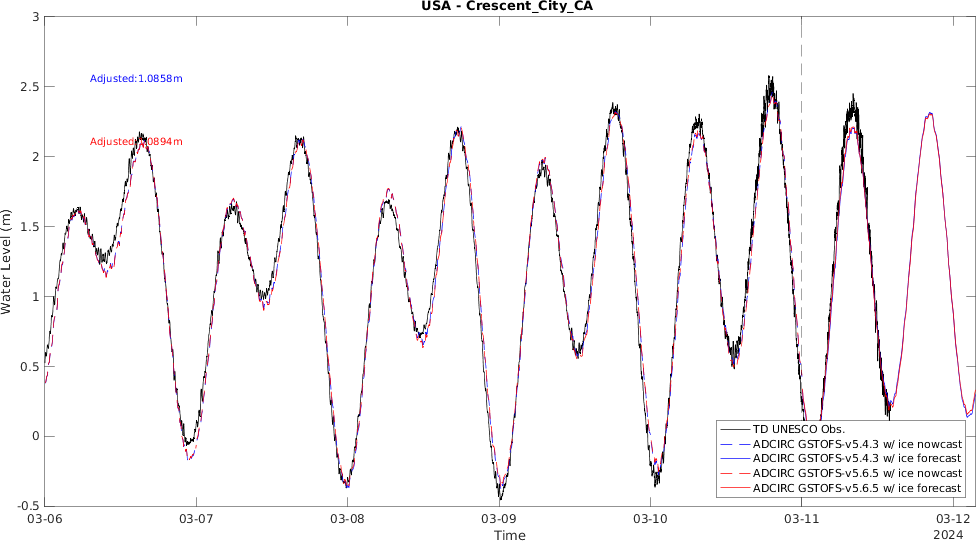 USA - Crescent_City_CA
3
2.5
2
1.5
1
0.5
0
-0.5
Water Level (m)
Adjusted:1.0858m
Adjusted:1.0894m
TD UNESCO Obs.
ADCIRC GSTOFS-v5.4.3 w/ ice nowcast
ADCIRC GSTOFS-v5.4.3 w/ ice forecast
ADCIRC GSTOFS-v5.6.5 w/ ice nowcast
ADCIRC GSTOFS-v5.6.5 w/ ice forecast
03-06 03-07 03-08 03-09 03-10 03-11 03-12
Time
2024